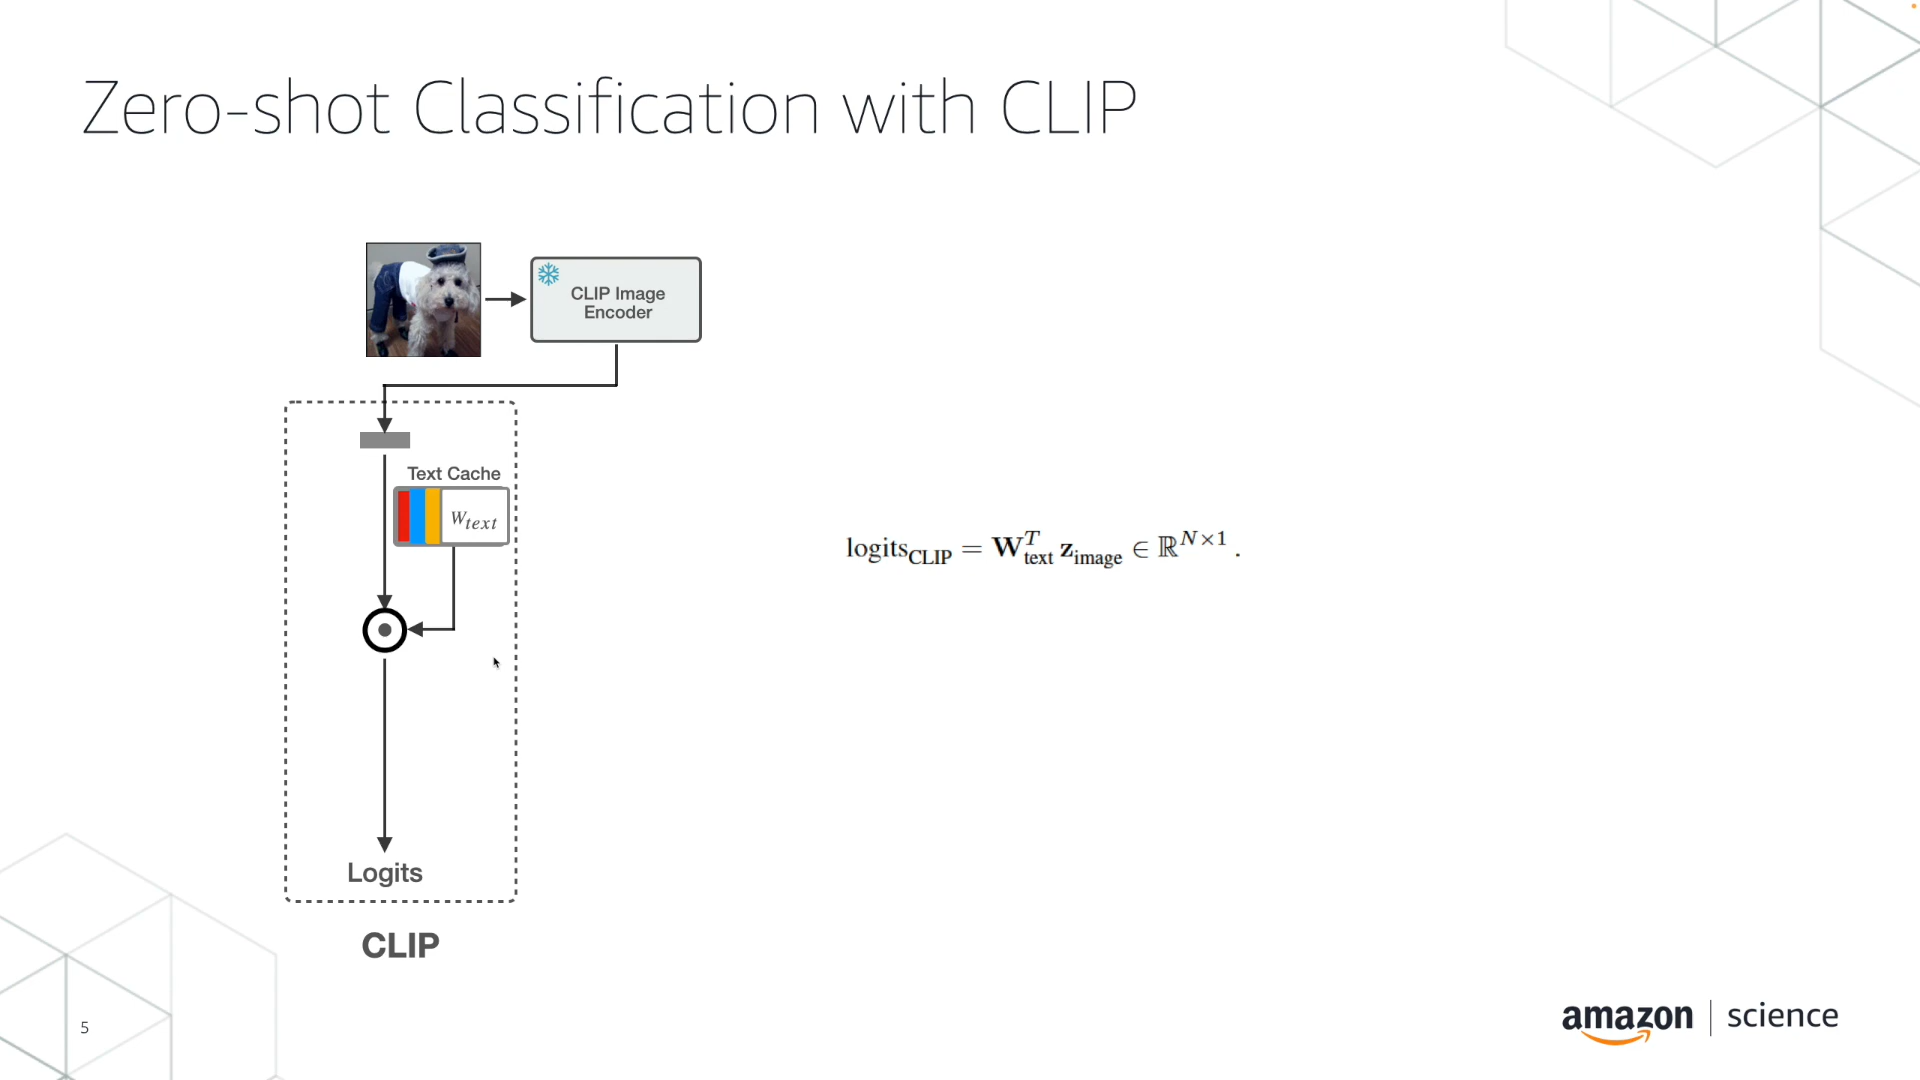 Zero-shot Classification with CLIP
CLIP Image
Encoder
Text Cache
W_text
logits_CLIP = W_text^T z_image ∈ ℝ^{N×1} .
Logits
CLIP
5
amazon | science